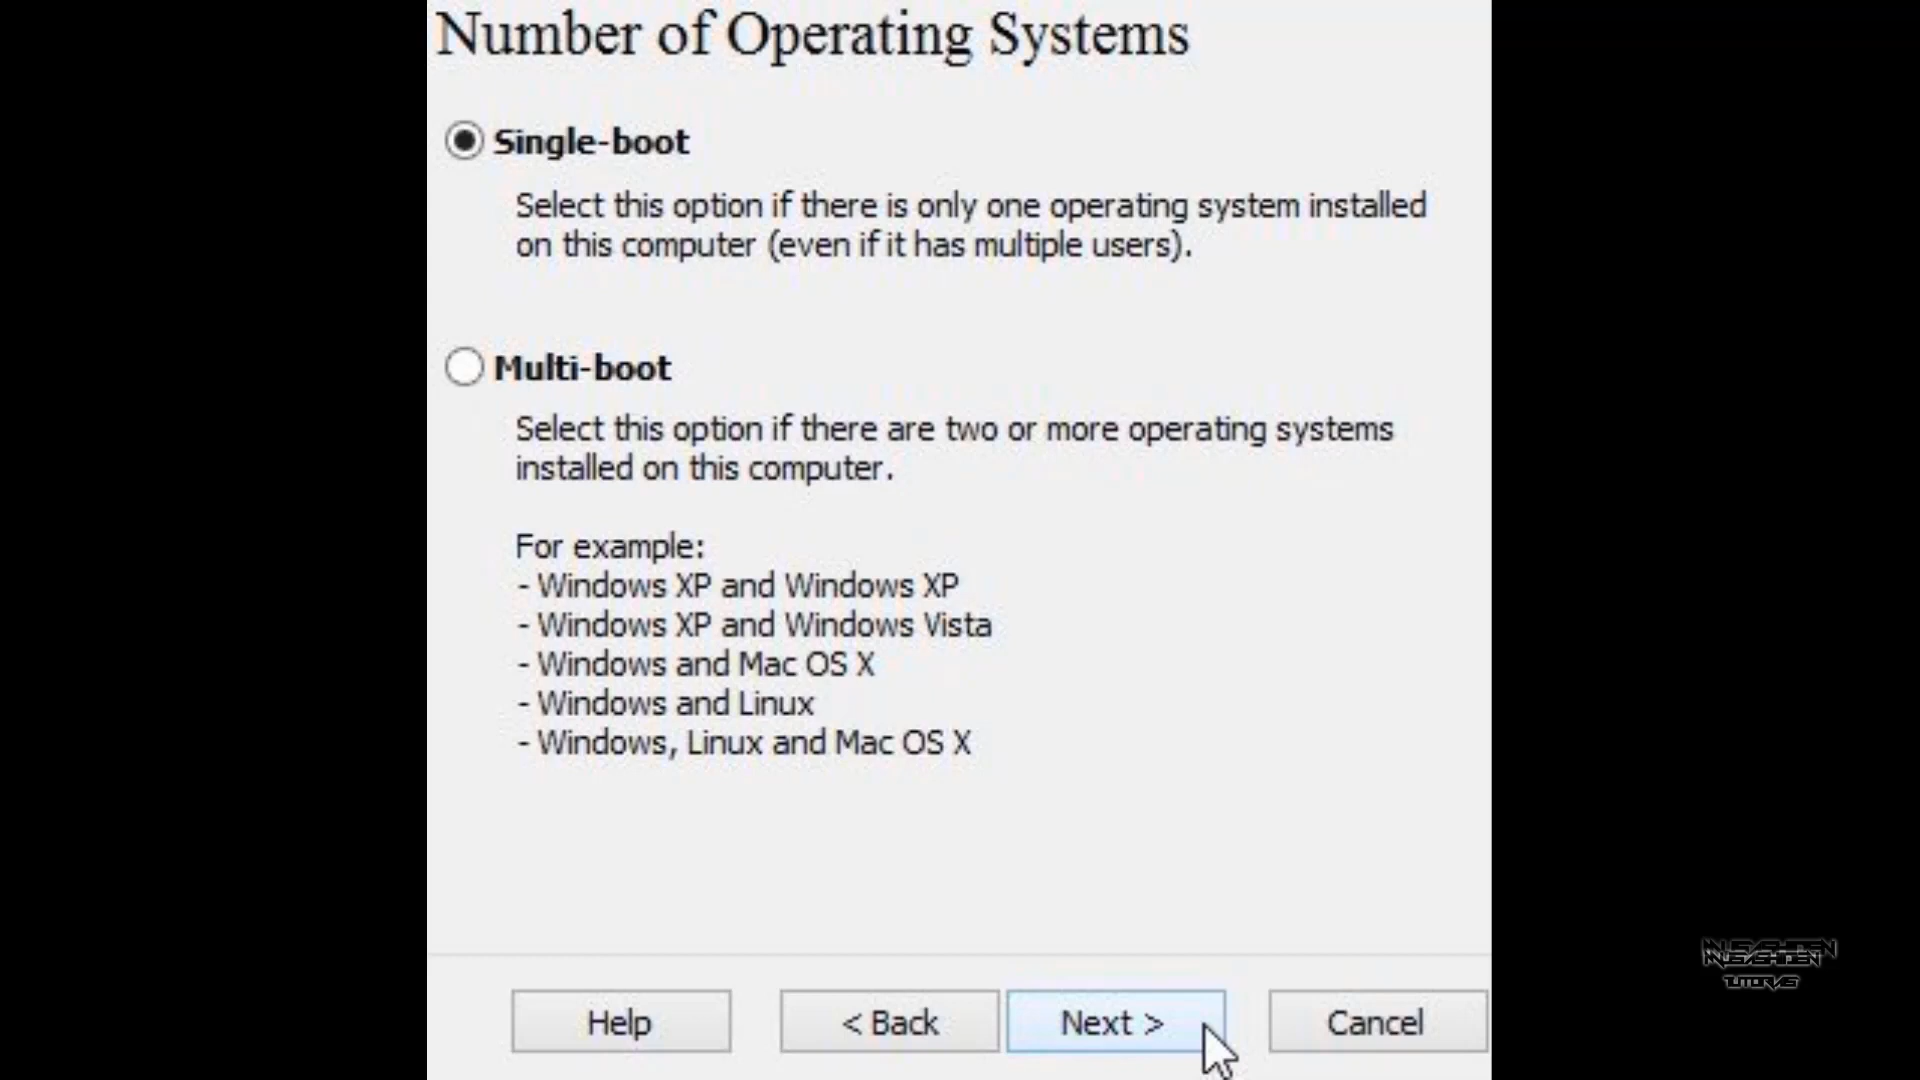 Number of Operating Systems
Single-boot
Select this option if there is only one operating system installed
on this computer (even if it has multiple users).
Multi-boot
Select this option if there are two or more operating systems
installed on this computer.
For example:
- Windows XP and Windows XP
- Windows XP and Windows Vista
- Windows and Mac OS X
- Windows and Linux
- Windows, Linux and Mac OS X
Help
< Back
Next >
Cancel